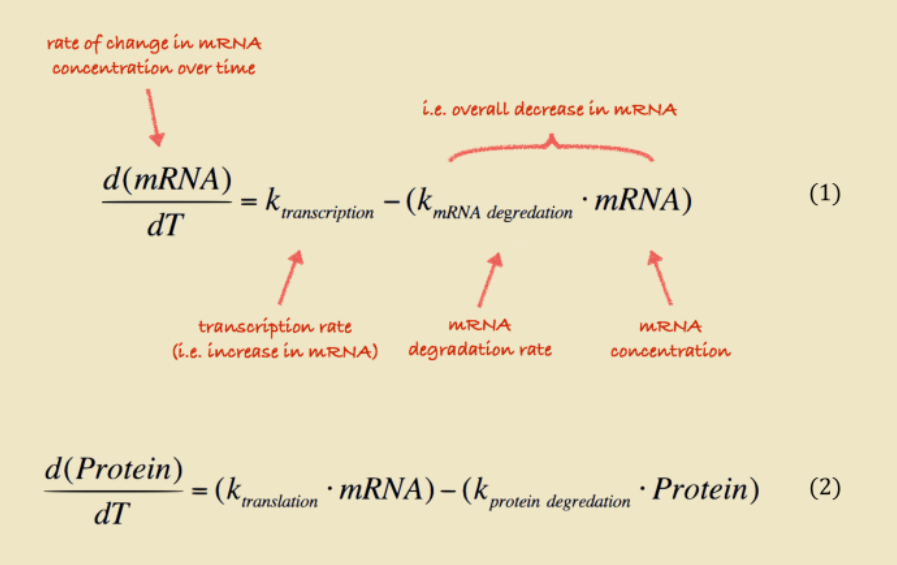 rate of change in mRNA
concentration over time
i.e. overall decrease in mRNA
d(mRNA)/dT = k_transcription − (k_mRNA degredation · mRNA) (1)
transcription rate
(i.e. increase in mRNA)
mRNA
degradation rate
mRNA
concentration
d(Protein)/dT = (k_translation · mRNA) − (k_protein degredation · Protein) (2)